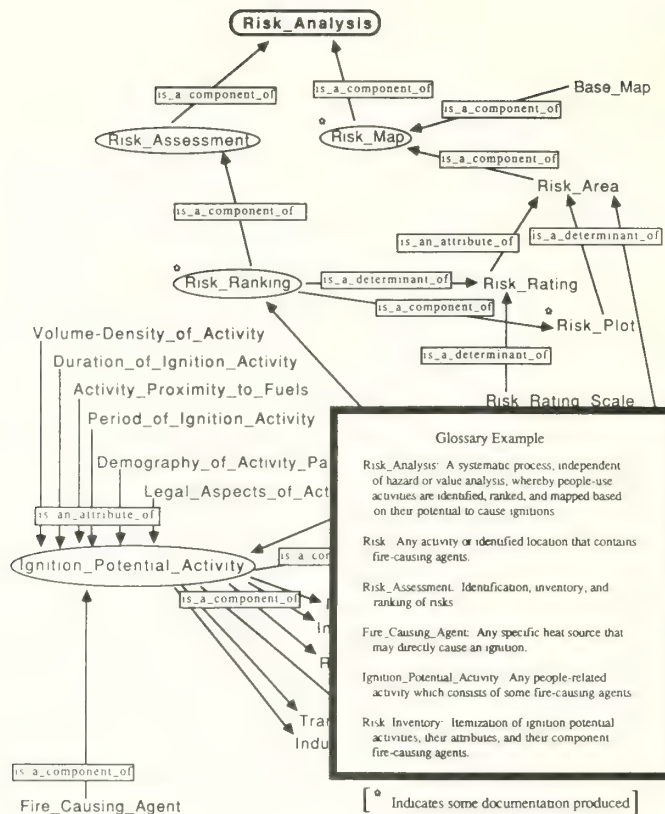 Risk_Analysis
is_a_component_of
is_a_component_of
Base_Map
is_a_component_of
Risk_Assessment
Risk_Map
is_a_component_of
Risk_Area
is_a_component_of
is_an_attribute_of
is_a_determinant_of
Risk_Ranking
is_a_determinant_of
Risk_Rating
is_a_component_of
Risk_Plot
Volume-Density_of_Activity
Duration_of_Ignition_Activity
is_a_determinant_of
Activity_Proximity_to_Fuels
Period_of_Ignition_Activity
Risk_Rating_Scale
Demography_of_Activity_Pa
Legal_Aspects_of_Act
is_an_attribute_of
Ignition_Potential_Activity
is_a_co
is_a_component_of
In
R
Tra
Indu
is_a_component_of
Fire_Causing_Agent
Glossary Example
Risk_Analysis: A systematic process, independent
of hazard or value analysis, whereby people-use
activities are identified, ranked, and mapped based
on their potential to cause ignitions
Risk Any activity or identified location that contains
fire-causing agents.
Risk_Assessment. Identification, inventory, and
ranking of risks
Fire_Causing_Agent: Any specific heat source that
may directly cause an ignition.
Ignition_Potential_Activity Any people-related
activity which consists of some fire-causing agents
Risk Inventory: Itemization of ignition potential
activities, their attributes, and their component
fire-causing agents.
[ * Indicates some documentation produced ]